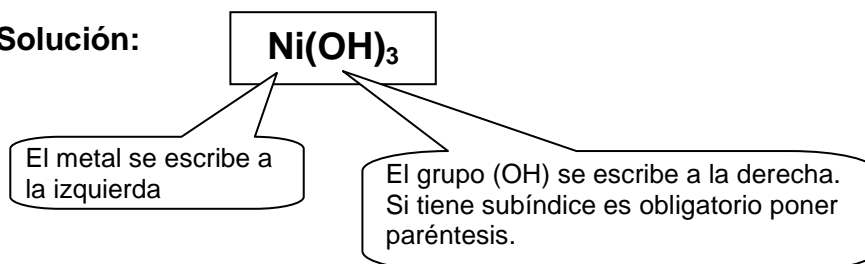 Solución:
Ni(OH)₃
El metal se escribe a
la izquierda
El grupo (OH) se escribe a la derecha.
Si tiene subíndice es obligatorio poner
paréntesis.